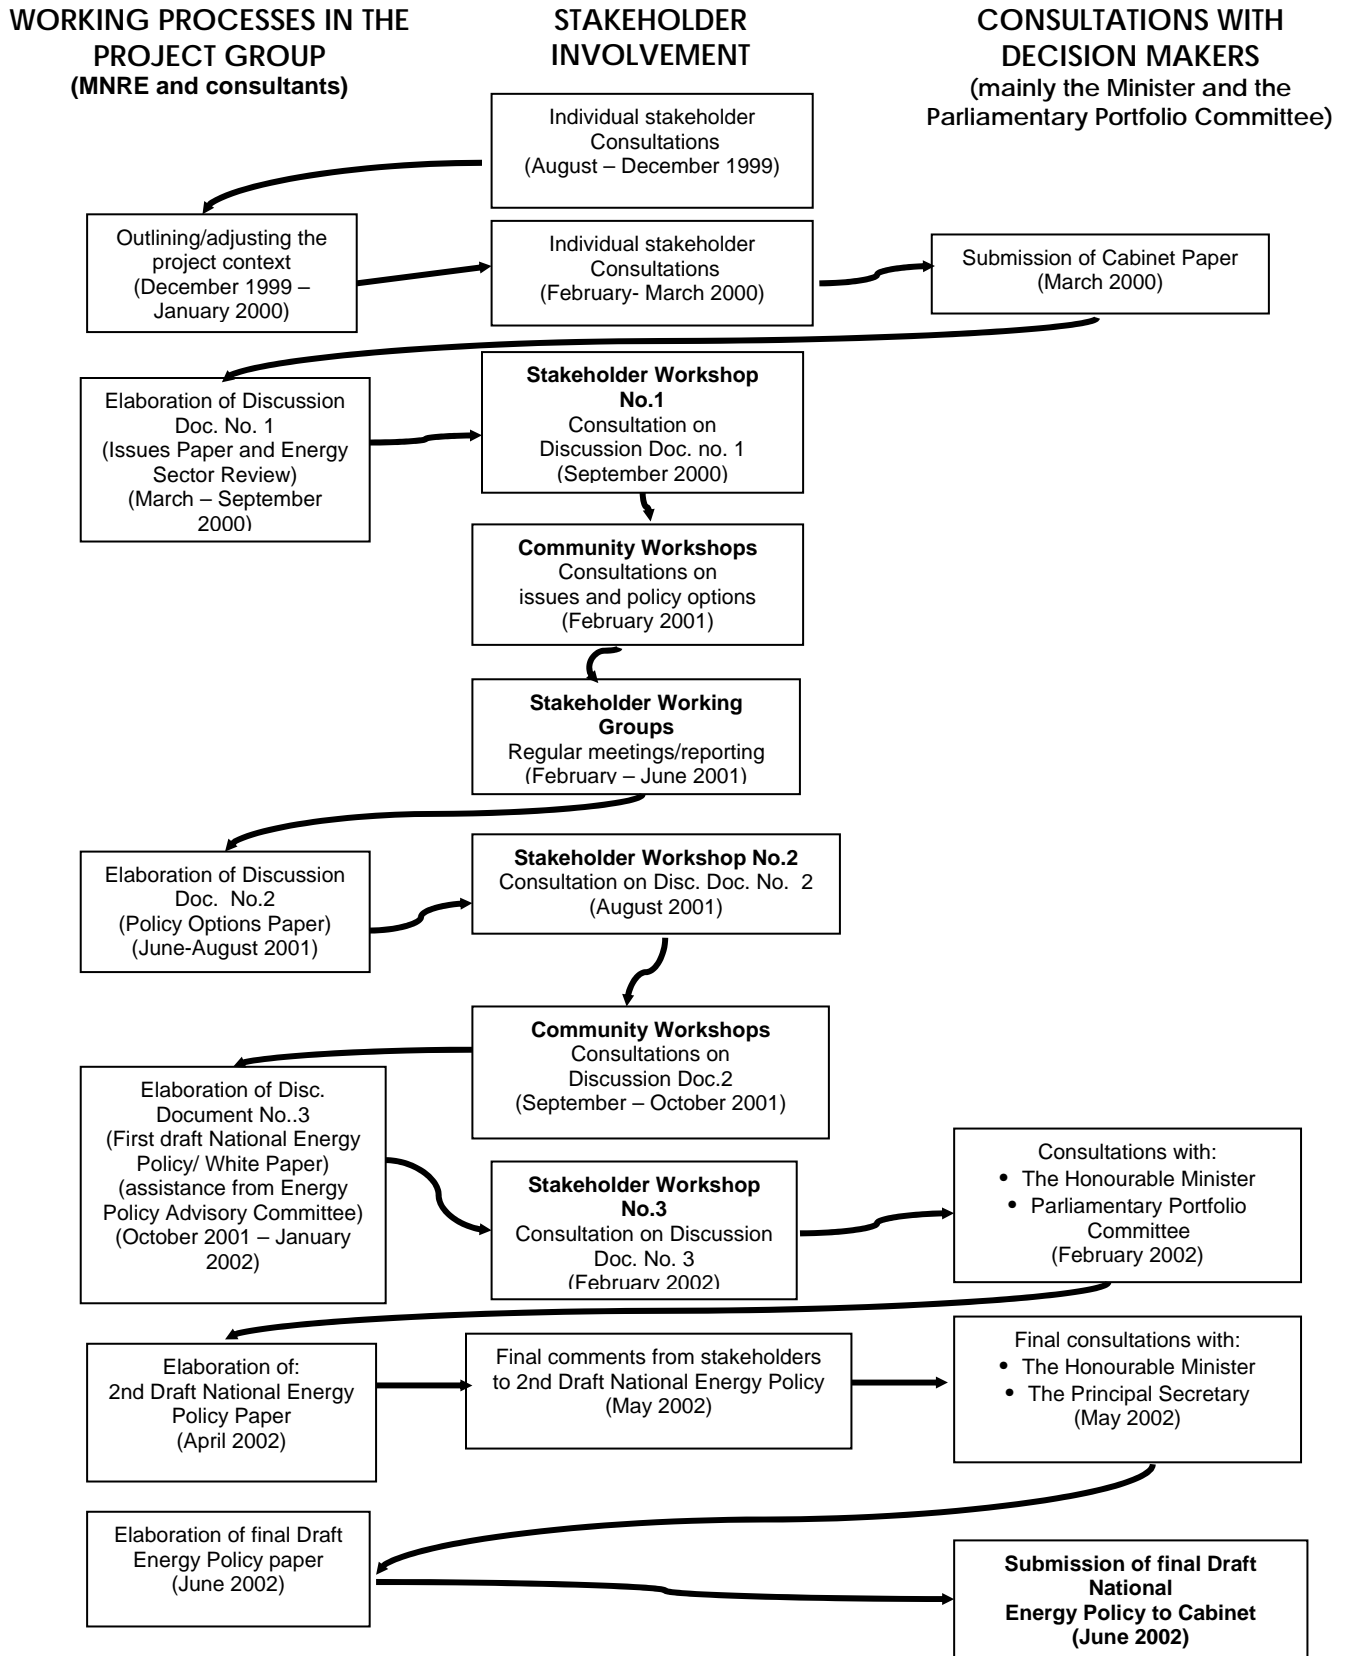 WORKING PROCESSES IN THE
PROJECT GROUP
(MNRE and consultants)
STAKEHOLDER
INVOLVEMENT
CONSULTATIONS WITH
DECISION MAKERS
(mainly the Minister and the
Parliamentary Portfolio Committee)
Individual stakeholder
Consultations
(August – December 1999)
Outlining/adjusting the
project context
(December 1999 –
January 2000)
Individual stakeholder
Consultations
(February- March 2000)
Submission of Cabinet Paper
(March 2000)
Elaboration of Discussion
Doc. No. 1
(Issues Paper and Energy
Sector Review)
(March – September
2000)
Stakeholder Workshop
No.1
Consultation on
Discussion Doc. no. 1
(September 2000)
Community Workshops
Consultations on
issues and policy options
(February 2001)
Stakeholder Working
Groups
Regular meetings/reporting
(February – June 2001)
Elaboration of Discussion
Doc. No.2
(Policy Options Paper)
(June-August 2001)
Stakeholder Workshop No.2
Consultation on Disc. Doc. No. 2
(August 2001)
Community Workshops
Consultations on
Discussion Doc.2
(September – October 2001)
Elaboration of Disc.
Document No..3
(First draft National Energy
Policy/ White Paper)
(assistance from Energy
Policy Advisory Committee)
(October 2001 – January
2002)
Stakeholder Workshop
No.3
Consultation on Discussion
Doc. No. 3
(February 2002)
Consultations with:
• The Honourable Minister
• Parliamentary Portfolio
Committee
(February 2002)
Elaboration of:
2nd Draft National Energy
Policy Paper
(April 2002)
Final comments from stakeholders
to 2nd Draft National Energy Policy
(May 2002)
Final consultations with:
• The Honourable Minister
• The Principal Secretary
(May 2002)
Elaboration of final Draft
Energy Policy paper
(June 2002)
Submission of final Draft
National
Energy Policy to Cabinet
(June 2002)